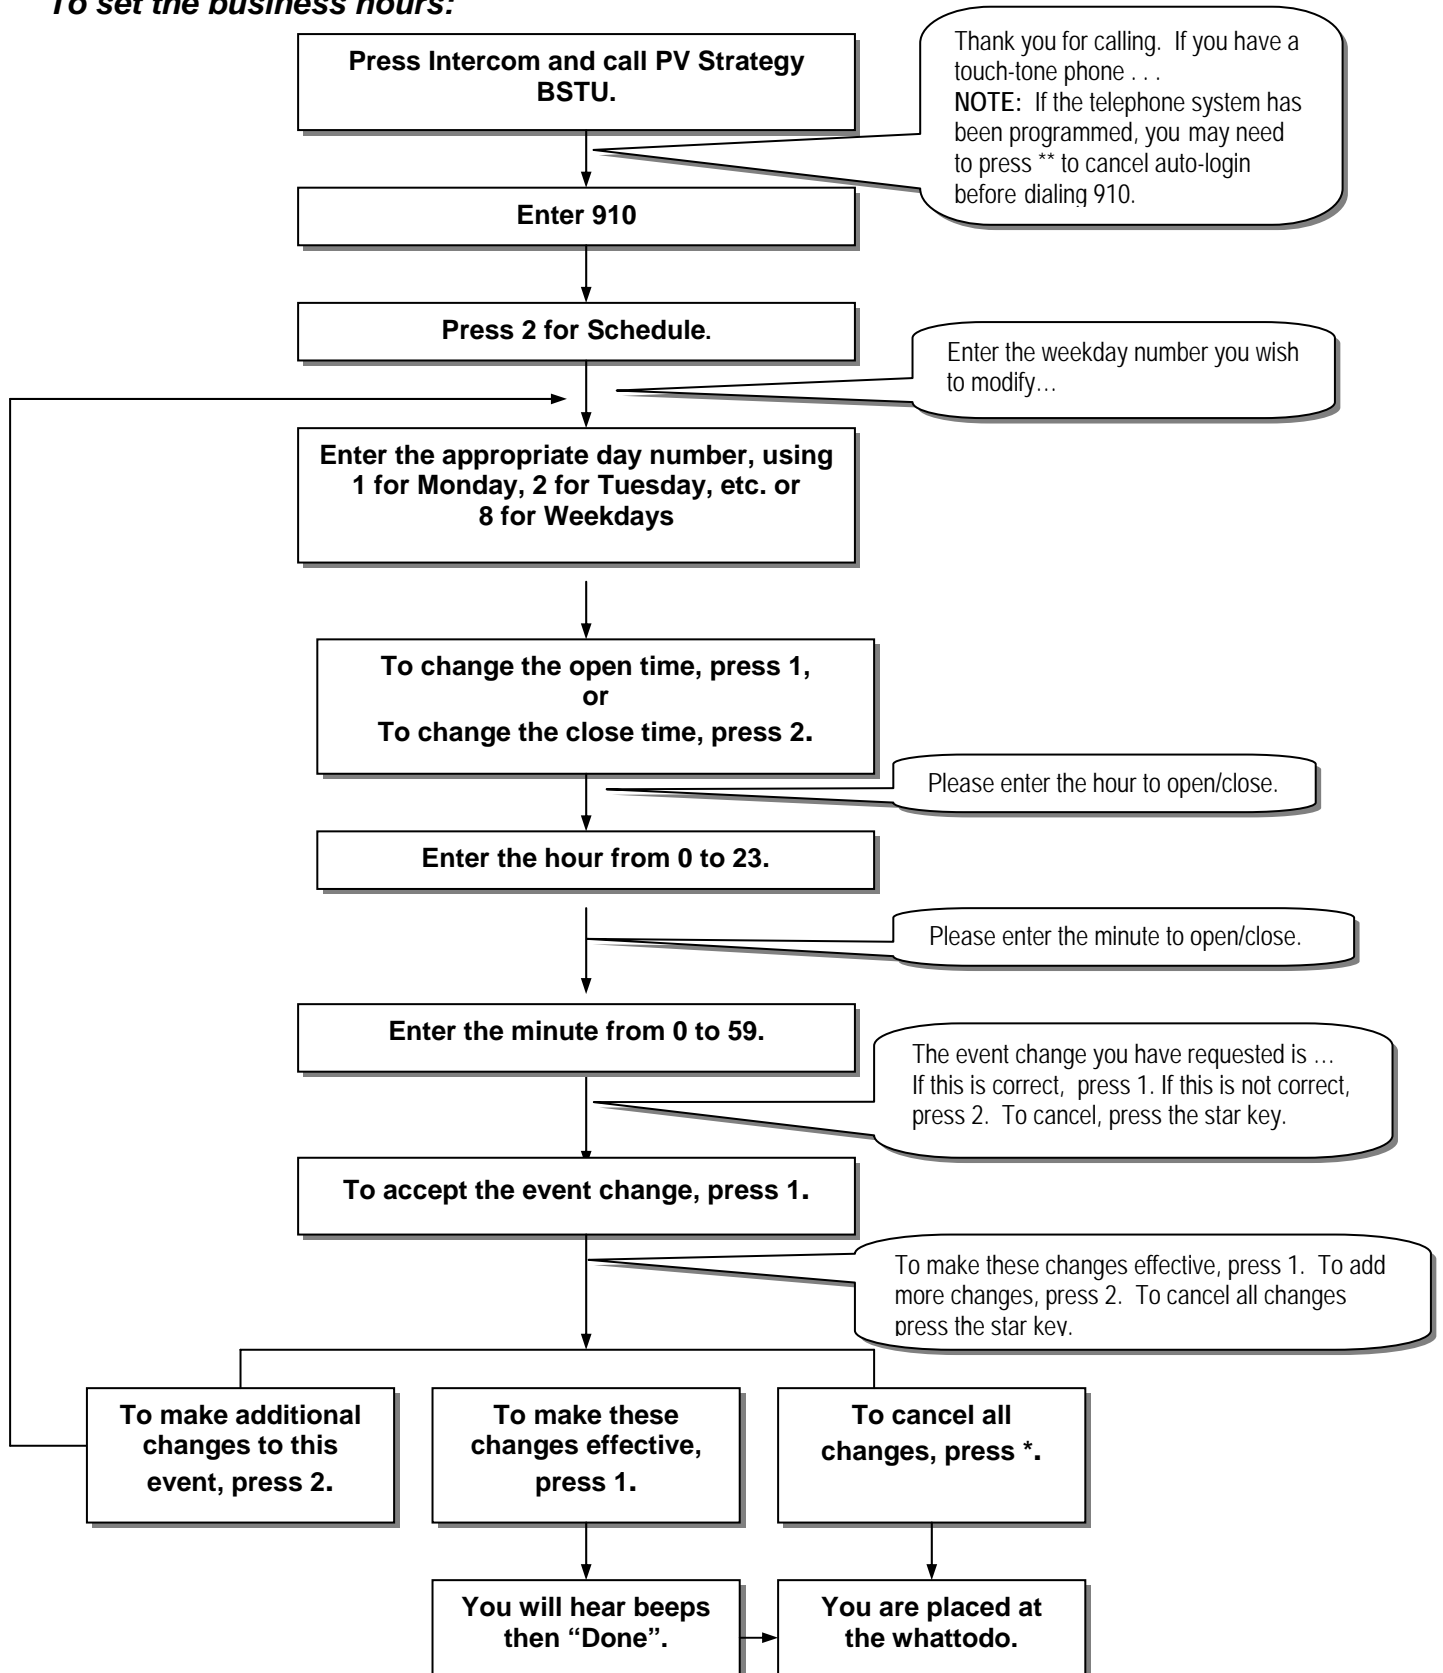 To set the business hours:
Press Intercom and call PV Strategy
BSTU.
Thank you for calling.  If you have a
touch-tone phone . . .
NOTE:  If the telephone system has
been programmed, you may need
to press ** to cancel auto-login
before dialing 910.
Enter 910
Press 2 for Schedule.
Enter the weekday number you wish
to modify…
Enter the appropriate day number, using
1 for Monday, 2 for Tuesday, etc. or
8 for Weekdays
To change the open time, press 1,
or
To change the close time, press 2.
Please enter the hour to open/close.
Enter the hour from 0 to 23.
Please enter the minute to open/close.
Enter the minute from 0 to 59.
The event change you have requested is …
If this is correct,  press 1. If this is not correct,
press 2.  To cancel, press the star key.
To accept the event change, press 1.
To make these changes effective, press 1.  To add
more changes, press 2.  To cancel all changes
press the star key.
To make additional
changes to this
event, press 2.
To make these
changes effective,
press 1.
To cancel all
changes, press *.
You will hear beeps
then “Done”.
You are placed at
the whattodo.